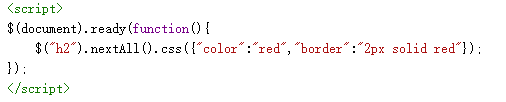 <script>
$(document).ready(function(){
    $("h2").nextAll().css({"color":"red","border":"2px solid red"});
});
</script>